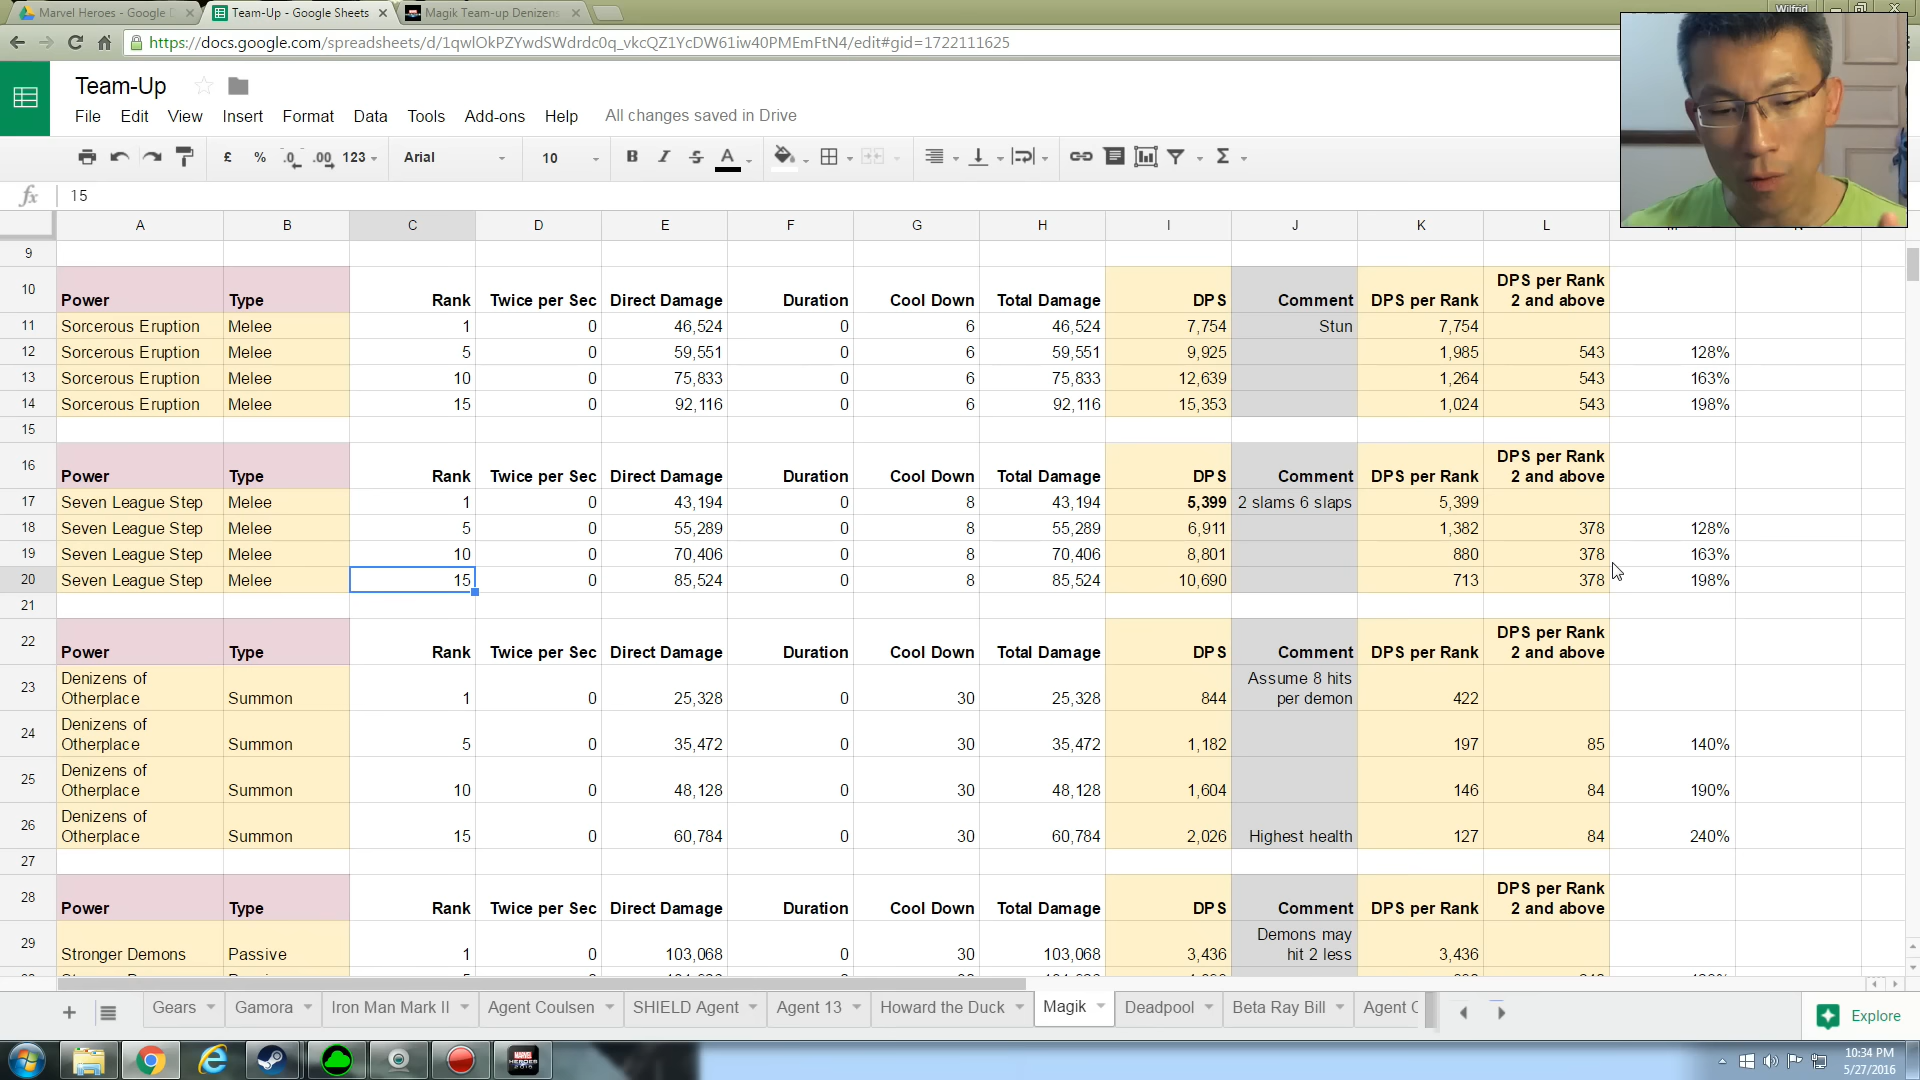 Marvel Heroes - Google D
Team-Up - Google Sheets
Magik Team-up Denizens
Wilfrid
https://docs.google.com/spreadsheets/d/1qwlOkPZYwdSWdrdc0q_vkcQZ1YcDW61iw40PMEmFtN4/edit#gid=1722111625
Team-Up
File Edit View Insert Format Data Tools Add-ons Help All changes saved in Drive
£ % .0 .00 123 Arial 10 B I S A Σ
fx 15
A B C D E F G H I J K L
9
10 Power Type Rank Twice per Sec Direct Damage Duration Cool Down Total Damage DPS Comment DPS per Rank DPS per Rank 2 and above
11 Sorcerous Eruption Melee 1 0 46,524 0 6 46,524 7,754 Stun 7,754
12 Sorcerous Eruption Melee 5 0 59,551 0 6 59,551 9,925 1,985 543 128%
13 Sorcerous Eruption Melee 10 0 75,833 0 6 75,833 12,639 1,264 543 163%
14 Sorcerous Eruption Melee 15 0 92,116 0 6 92,116 15,353 1,024 543 198%
15
16 Power Type Rank Twice per Sec Direct Damage Duration Cool Down Total Damage DPS Comment DPS per Rank DPS per Rank 2 and above
17 Seven League Step Melee 1 0 43,194 0 8 43,194 5,399 2 slams 6 slaps 5,399
18 Seven League Step Melee 5 0 55,289 0 8 55,289 6,911 1,382 378 128%
19 Seven League Step Melee 10 0 70,406 0 8 70,406 8,801 880 378 163%
20 Seven League Step Melee 15 0 85,524 0 8 85,524 10,690 713 378 198%
21
22 Power Type Rank Twice per Sec Direct Damage Duration Cool Down Total Damage DPS Comment DPS per Rank DPS per Rank 2 and above
23 Denizens of Otherplace Summon 1 0 25,328 0 30 25,328 844 Assume 8 hits per demon 422
24 Denizens of Otherplace Summon 5 0 35,472 0 30 35,472 1,182 197 85 140%
25 Denizens of Otherplace Summon 10 0 48,128 0 30 48,128 1,604 146 84 190%
26 Denizens of Otherplace Summon 15 0 60,784 0 30 60,784 2,026 Highest health 127 84 240%
27
28 Power Type Rank Twice per Sec Direct Damage Duration Cool Down Total Damage DPS Comment DPS per Rank DPS per Rank 2 and above
29 Stronger Demons Passive 1 0 103,068 0 30 103,068 3,436 Demons may hit 2 less 3,436
Gears Gamora Iron Man Mark II Agent Coulsen SHIELD Agent Agent 13 Howard the Duck Magik Deadpool Beta Ray Bill Agent C
Explore
10:34 PM
5/27/2016